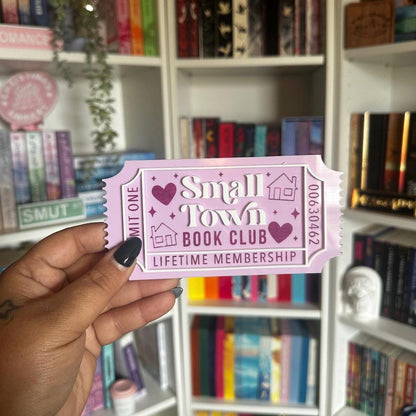 ROMANCE
SMUT
ADMIT ONE
Small
Town
BOOK CLUB
LIFETIME MEMBERSHIP
00630462